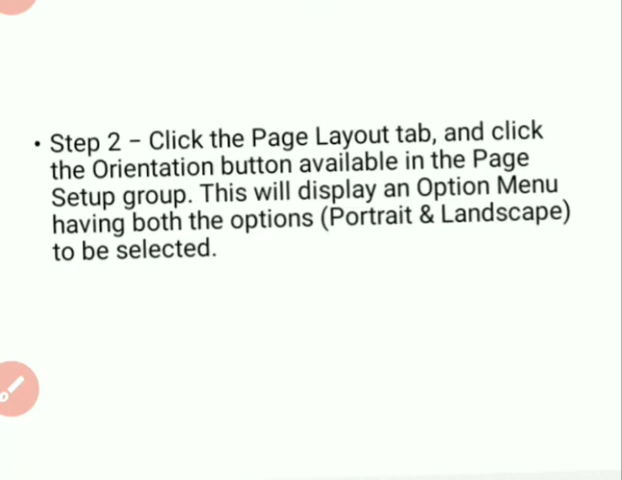 • Step 2 – Click the Page Layout tab, and click
the Orientation button available in the Page
Setup group. This will display an Option Menu
having both the options (Portrait & Landscape)
to be selected.